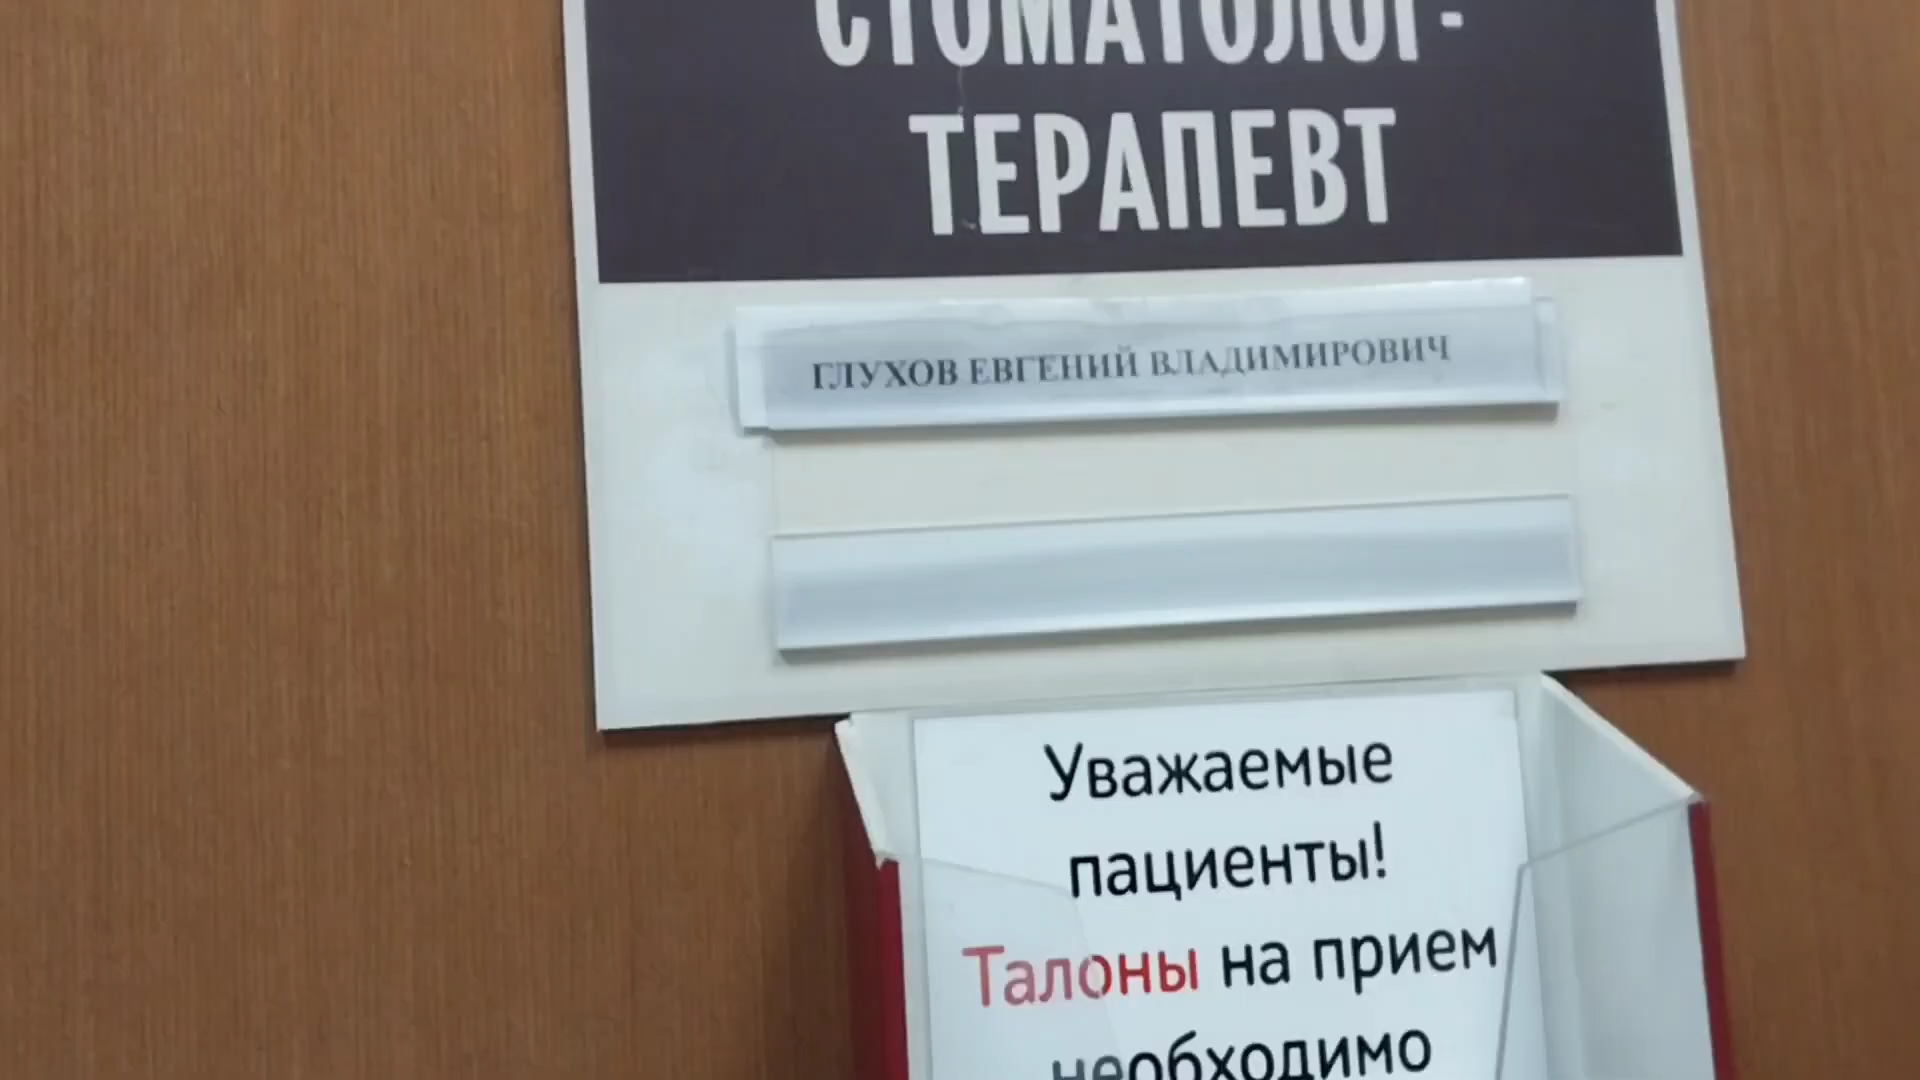 СТОМАТОЛОГ-
ТЕРАПЕВТ
ГЛУХОВ ЕВГЕНИЙ ВЛАДИМИРОВИЧ
Уважаемые
пациенты!
Талоны на прием
необходимо